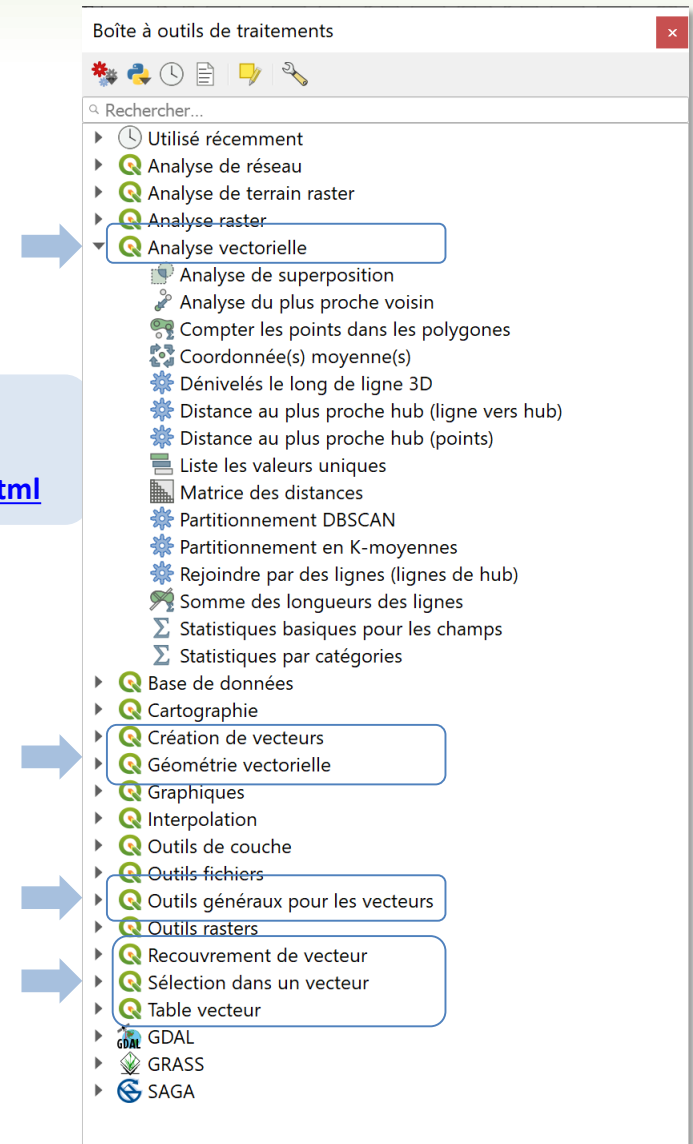 Boîte à outils de traitements
Rechercher...
Utilisé récemment
Analyse de réseau
Analyse de terrain raster
Analyse raster
Analyse vectorielle
Analyse de superposition
Analyse du plus proche voisin
Compter les points dans les polygones
Coordonnée(s) moyenne(s)
Dénivelés le long de ligne 3D
Distance au plus proche hub (ligne vers hub)
Distance au plus proche hub (points)
Liste les valeurs uniques
tml
Matrice des distances
Partitionnement DBSCAN
Partitionnement en K-moyennes
Rejoindre par des lignes (lignes de hub)
Somme des longueurs des lignes
Statistiques basiques pour les champs
Statistiques par catégories
Base de données
Cartographie
Création de vecteurs
Géométrie vectorielle
Graphiques
Interpolation
Outils de couche
Outils fichiers
Outils généraux pour les vecteurs
Outils rasters
Recouvrement de vecteur
Sélection dans un vecteur
Table vecteur
GDAL GDAL
GRASS
SAGA